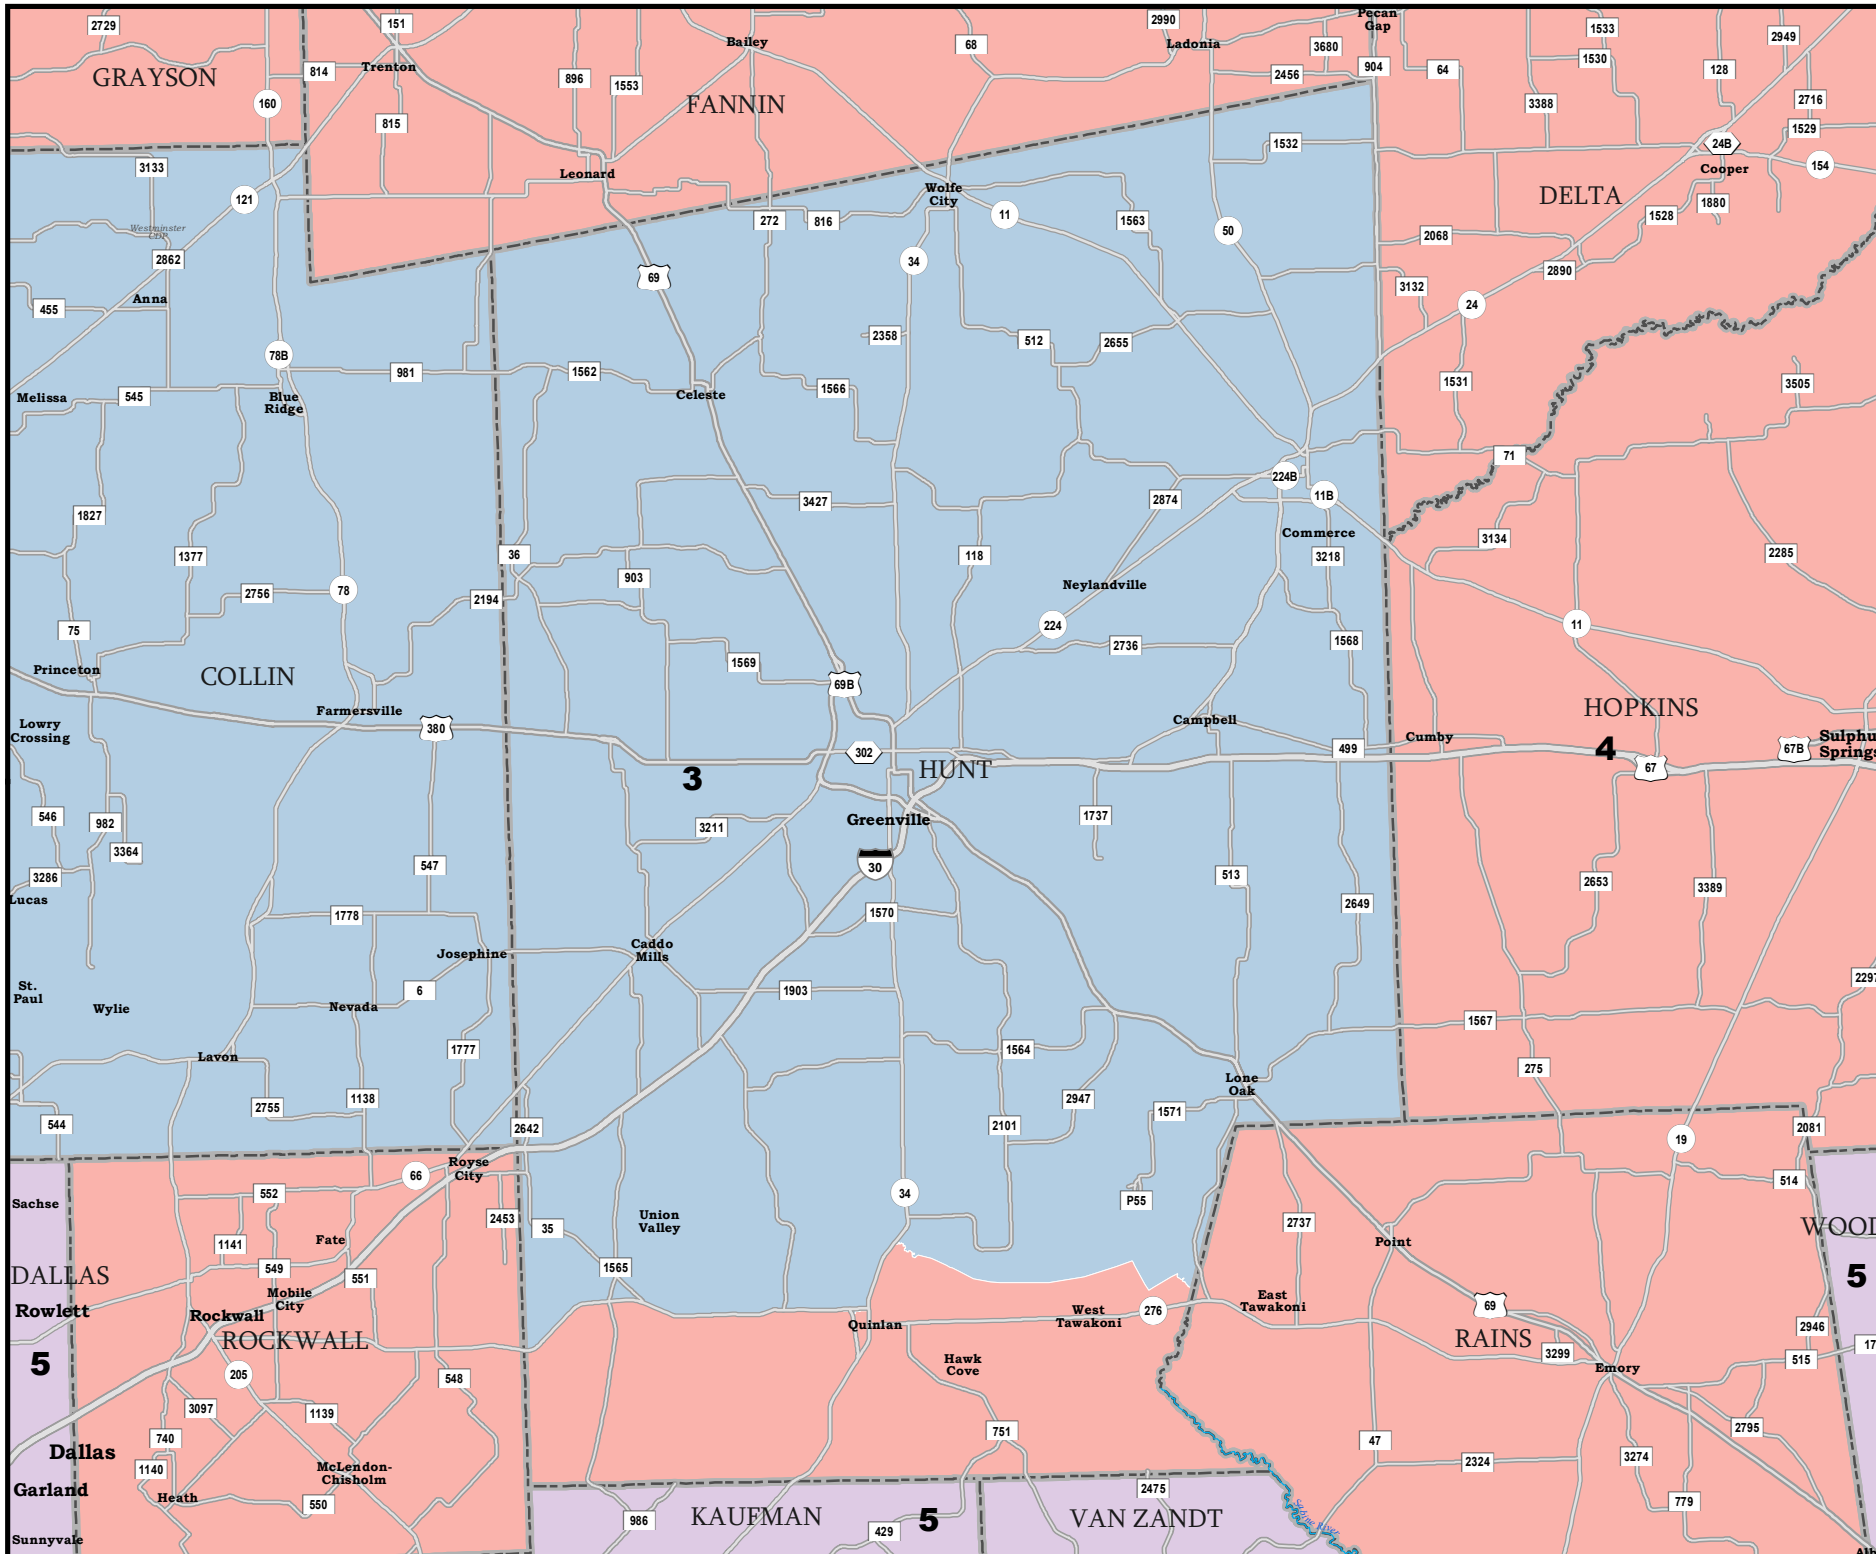 2729
151
2990
Pecan
Gap
1533
2949
68
Bailey
Ladonia
3680
1530
GRAYSON
814
Trenton
896
1553
2456
904
64
128
160
FANNIN
3388
2716
815
1529
3133
1532
24B
154
Leonard
Cooper
121
Wolfe
City
DELTA
1880
272
816
11
1563
50
1528
Westminster
CDP
2862
34
2068
69
2890
Anna
3132
455
24
2358
512
2655
78B
981
1562
1531
3505
Melissa
545
Blue
Ridge
Celeste
1566
71
224B
11B
1827
3427
2874
Commerce
3134
1377
36
118
3218
2285
903
Neylandville
2756
78
2194
224
11
75
2736
1568
Princeton
COLLIN
1569
69B
HOPKINS
Farmersville
Campbell
Lowry
Crossing
380
Cumby
499
4
67B
302
HUNT
67
3
546
982
3211
Greenville
1737
3364
547
30
3286
513
2653
3389
Lucas
1778
1570
2649
Josephine
Caddo
Mills
St.
Paul
6
1903
2297
Wylie
Nevada
1567
Lavon
1777
1564
275
Lone
Oak
2755
1138
2947
1571
544
2642
2101
2081
19
Royse
City
66
514
Sachse
552
34
P55
2453
35
Union
Valley
2737
1141
Fate
Point
DALLAS
549
551
1565
5
Rowlett
Mobile
City
Rockwall
276
East
Tawakoni
69
West
Tawakoni
Quinlan
ROCKWALL
RAINS
2946
5
Hawk
Cove
3299
515
17
205
548
Emory
3097
1139
740
751
47
2795
Dallas
1140
McLendon-
Chisholm
2324
3274
Garland
Heath
550
2475
779
986
KAUFMAN
429
5
VAN ZANDT
Sabine River
Sunnyvale